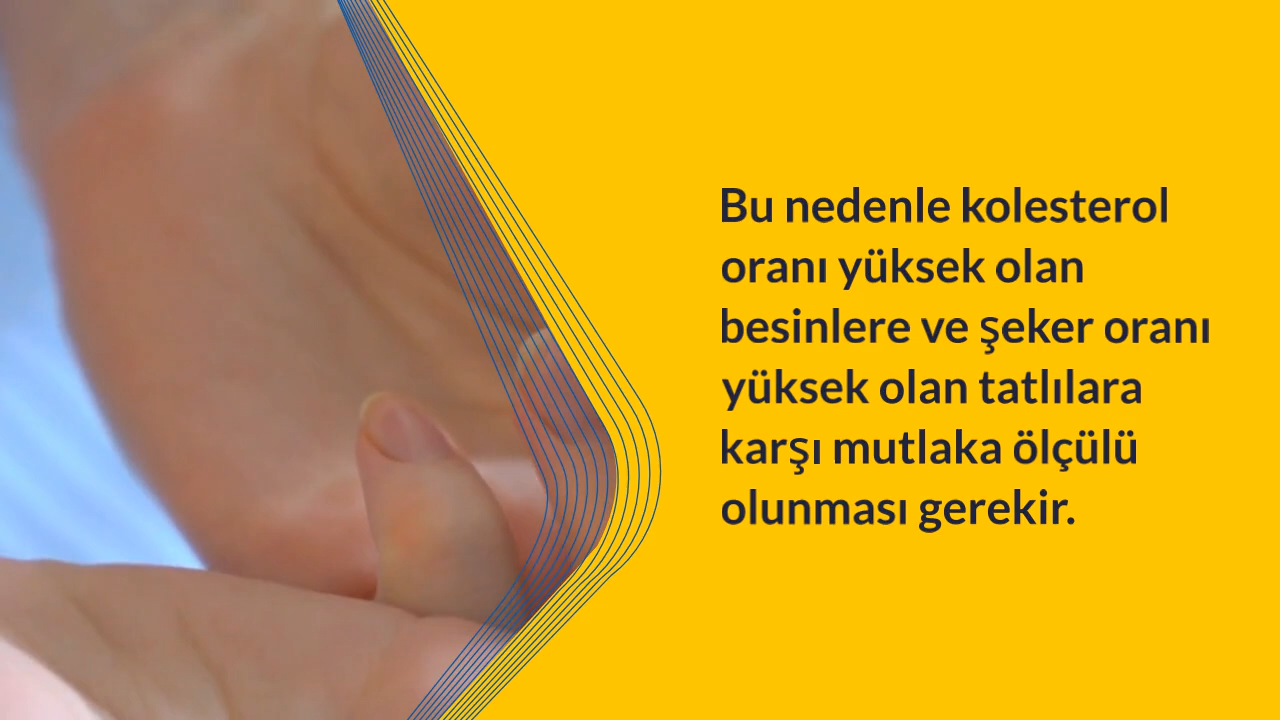 Bu nedenle kolesterol
oranı yüksek olan
besinlere ve şeker oranı
yüksek olan tatlılara
karşı mutlaka ölçülü
olunması gerekir.